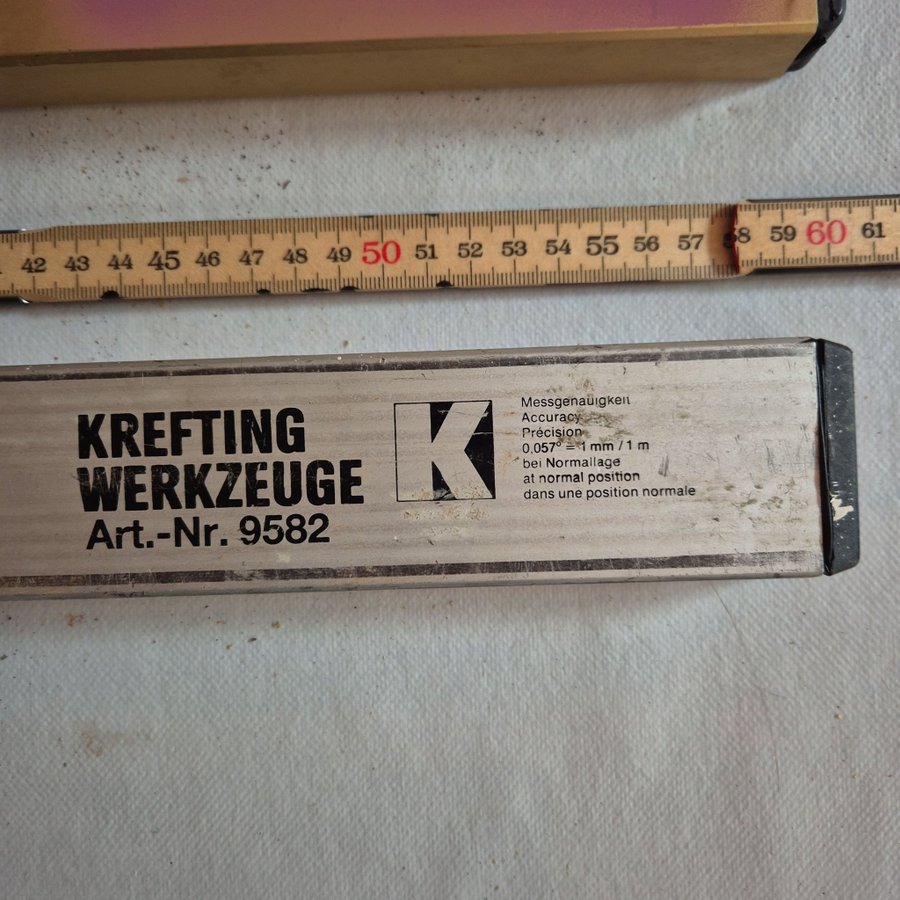 42 43 44 45 46 47 48 49 50 51 52 53 54 55 56 57 58 59 60 61
KREFTING
WERKZEUGE
Art.-Nr. 9582
K
Messgenauigkeit
Accuracy
Précision
0,057° = 1 mm / 1 m
bei Normallage
at normal position
dans une position normale